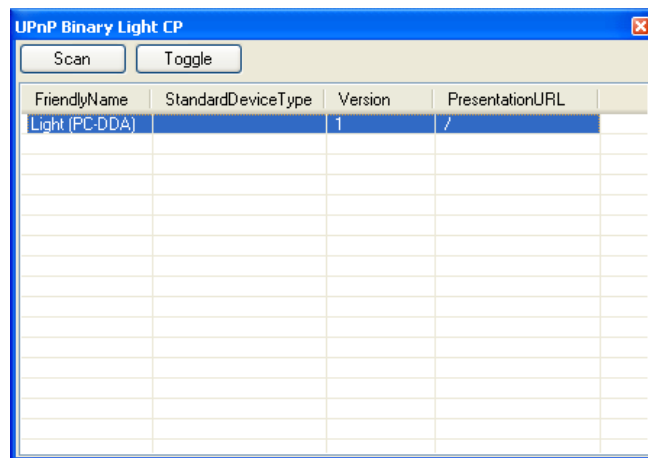 UPnP Binary Light CP
Scan Toggle
FriendlyName StandardDeviceType Version PresentationURL
Light (PC-DDA) 1 /